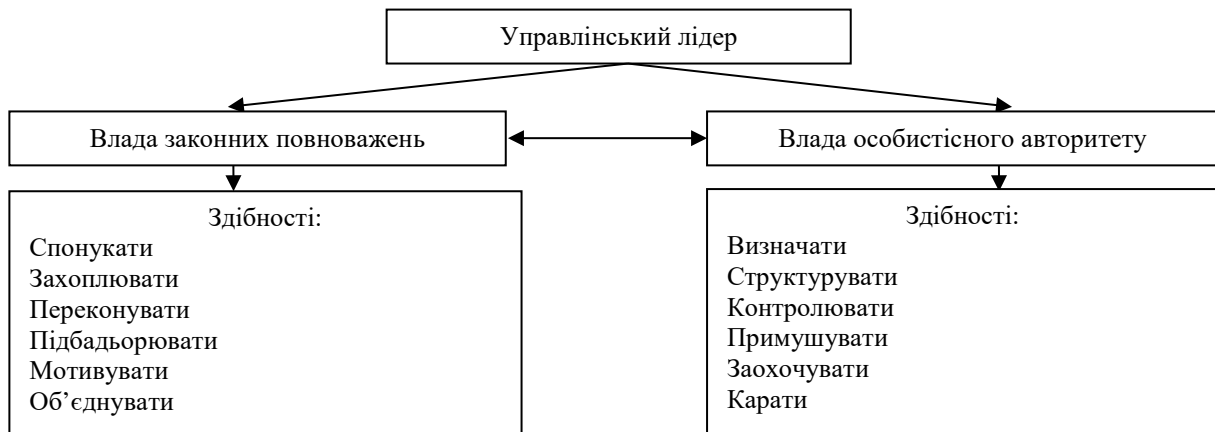 Управлінський лідер
Влада законних повноважень
Влада особистісного авторитету
Здібності:
Спонукати
Захоплювати
Переконувати
Підбадьорювати
Мотивувати
Об’єднувати
Здібності:
Визначати
Структурувати
Контролювати
Примушувати
Заохочувати
Карати